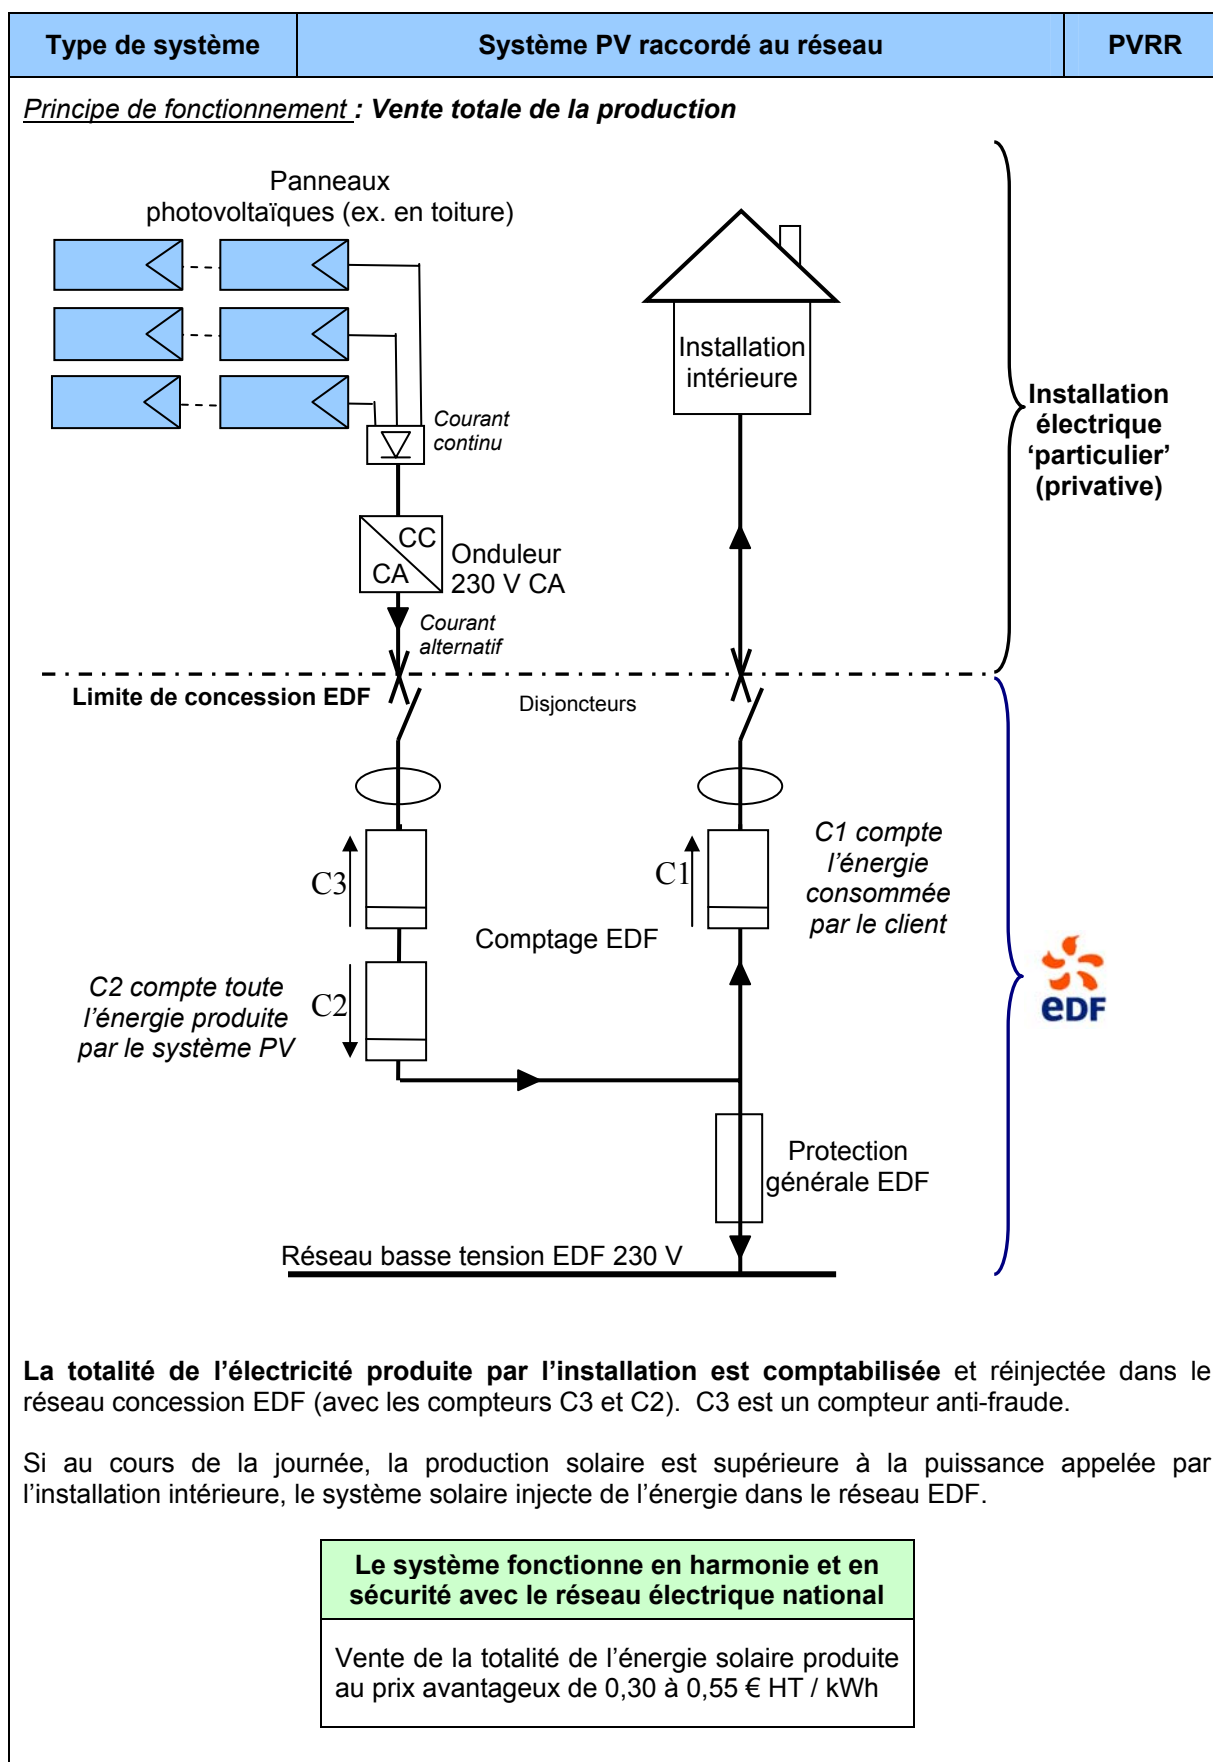 Type de système
Système PV raccordé au réseau
PVRR
Principe de fonctionnement : Vente totale de la production
Panneaux
photovoltaïques (ex. en toiture)
Installation
intérieure
Installation
électrique
‘particulier’
(privative)
Courant
continu
CC
CA
Onduleur
230 V CA
Courant
alternatif
Limite de concession EDF
Disjoncteurs
C3
C1
C1 compte
l’énergie
consommée
par le client
Comptage EDF
C2 compte toute
l’énergie produite
par le système PV
C2
eDF
Protection
générale EDF
Réseau basse tension EDF 230 V
La totalité de l’électricité produite par l’installation est comptabilisée et réinjectée dans le
réseau concession EDF (avec les compteurs C3 et C2). C3 est un compteur anti-fraude.
Si au cours de la journée, la production solaire est supérieure à la puissance appelée par
l’installation intérieure, le système solaire injecte de l’énergie dans le réseau EDF.
Le système fonctionne en harmonie et en
sécurité avec le réseau électrique national
Vente de la totalité de l’énergie solaire produite
au prix avantageux de 0,30 à 0,55 € HT / kWh